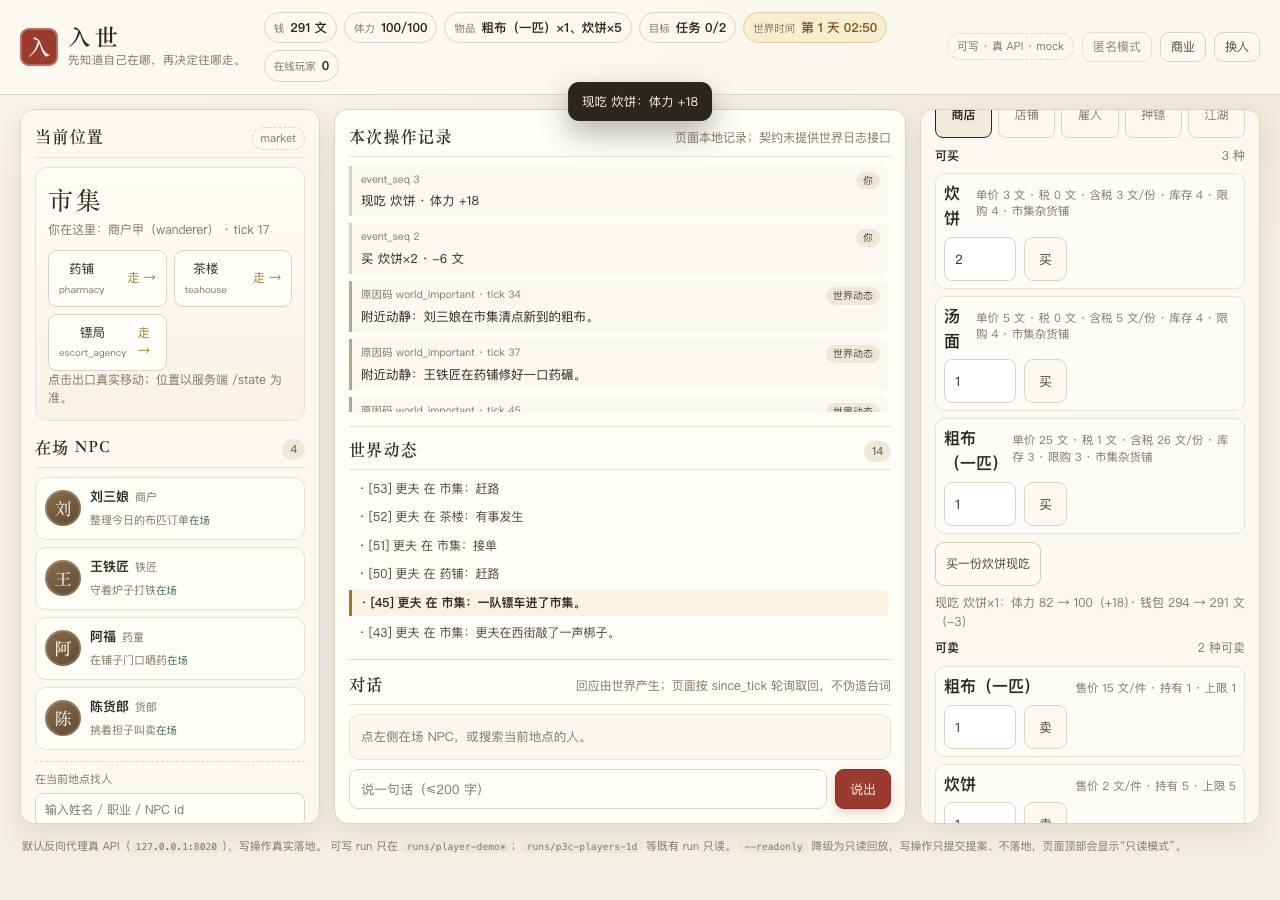 入
入世
先知道自己在哪，再决定往哪走。
钱 291 文
体力 100/100
物品 粗布（一匹）×1、炊饼×5
目标 任务 0/2
世界时间 第 1 天 02:50
在线玩家 0
可写 · 真 API · mock
匿名模式
商业
换人
现吃 炊饼：体力 +18
当前位置
market
市集
你在这里：商户甲（wanderer） · tick 17
药铺
pharmacy
走 →
茶楼
teahouse
走 →
镖局
escort_agency
走 →
点击出口真实移动；位置以服务端 /state 为
准。
在场 NPC
4
刘
刘三娘 商户
整理今日的布匹订单在场
王
王铁匠 铁匠
守着炉子打铁在场
阿
阿福 药童
在铺子门口晒药在场
陈
陈货郎 货郎
挑着担子叫卖在场
在当前地点找人
输入姓名 / 职业 / NPC id
本次操作记录
页面本地记录；契约未提供世界日志接口
event_seq 3
你
现吃 炊饼 · 体力 +18
event_seq 2
你
买 炊饼×2 · −6 文
原因码 world_important · tick 34
世界动态
附近动静：刘三娘在市集清点新到的粗布。
原因码 world_important · tick 37
世界动态
附近动静：王铁匠在药铺修好一口药碾。
原因码 world_important · tick 45
世界动态
世界动态
14
· [53] 更夫 在 市集：赶路
· [52] 更夫 在 茶楼：有事发生
· [51] 更夫 在 市集：接单
· [50] 更夫 在 药铺：赶路
· [45] 更夫 在 市集：一队镖车进了市集。
· [43] 更夫 在 市集：更夫在西街敲了一声梆子。
对话
回应由世界产生；页面按 since_tick 轮询取回，不伪造台词
点左侧在场 NPC，或搜索当前地点的人。
说一句话（≤200 字）
说出
商店
店铺
雇人
押镖
江湖
可买
3 种
炊
饼
单价 3 文 · 税 0 文 · 含税 3 文/份 · 库存 4 · 限
购 4 · 市集杂货铺
2
买
汤
面
单价 5 文 · 税 0 文 · 含税 5 文/份 · 库存 4 · 限
购 4 · 市集杂货铺
1
买
粗布
（一匹）
单价 25 文 · 税 1 文 · 含税 26 文/份 · 库
存 3 · 限购 3 · 市集杂货铺
1
买
买一份炊饼现吃
现吃 炊饼×1：体力 82 → 100（+18）· 钱包 294 → 291 文
（−3）
可卖
2 种可卖
粗布（一匹）
售价 15 文/件 · 持有 1 · 上限 1
1
卖
炊饼
售价 2 文/件 · 持有 5 · 上限 5
1
卖
默认反向代理真 API（ 127.0.0.1:8020 ），写操作真实落地。 可写 run 只在 runs/player-demo* ； runs/p3c-players-1d 等既有 run 只读。 --readonly 降级为只读回放，写操作只提交提案、不落地，页面顶部会显示“只读模式”。